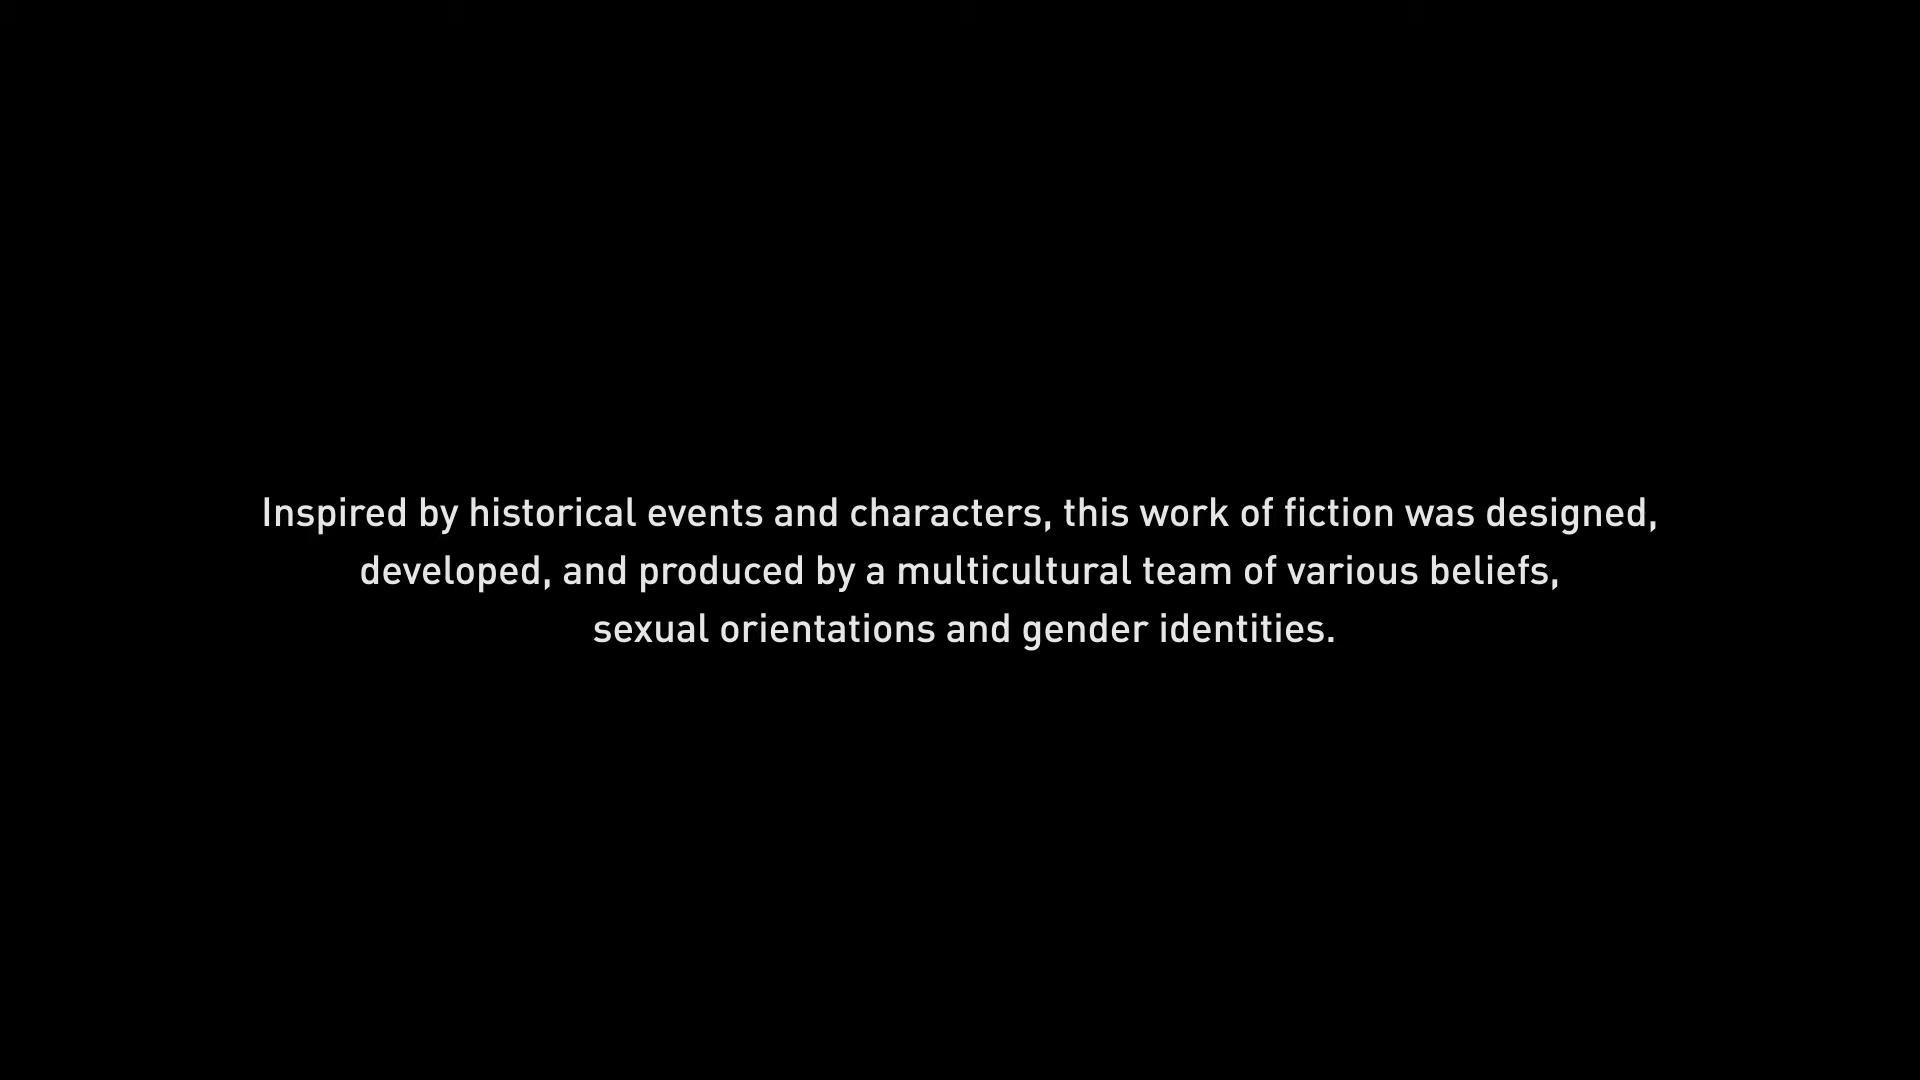 Inspired by historical events and characters, this work of fiction was designed,
developed, and produced by a multicultural team of various beliefs,
sexual orientations and gender identities.